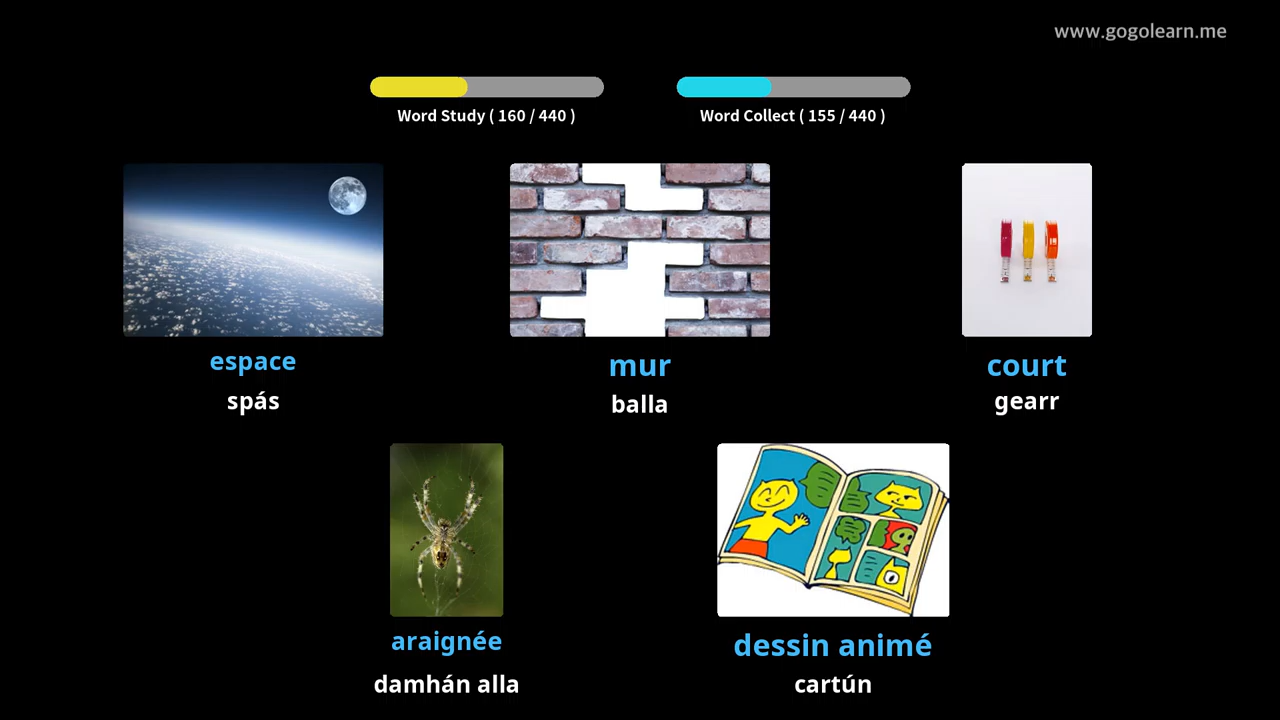 www.gogolearn.me
Word Study ( 160 / 440 )
Word Collect ( 155 / 440 )
espace
spás
mur
balla
court
gearr
araignée
damhán alla
dessin animé
cartún